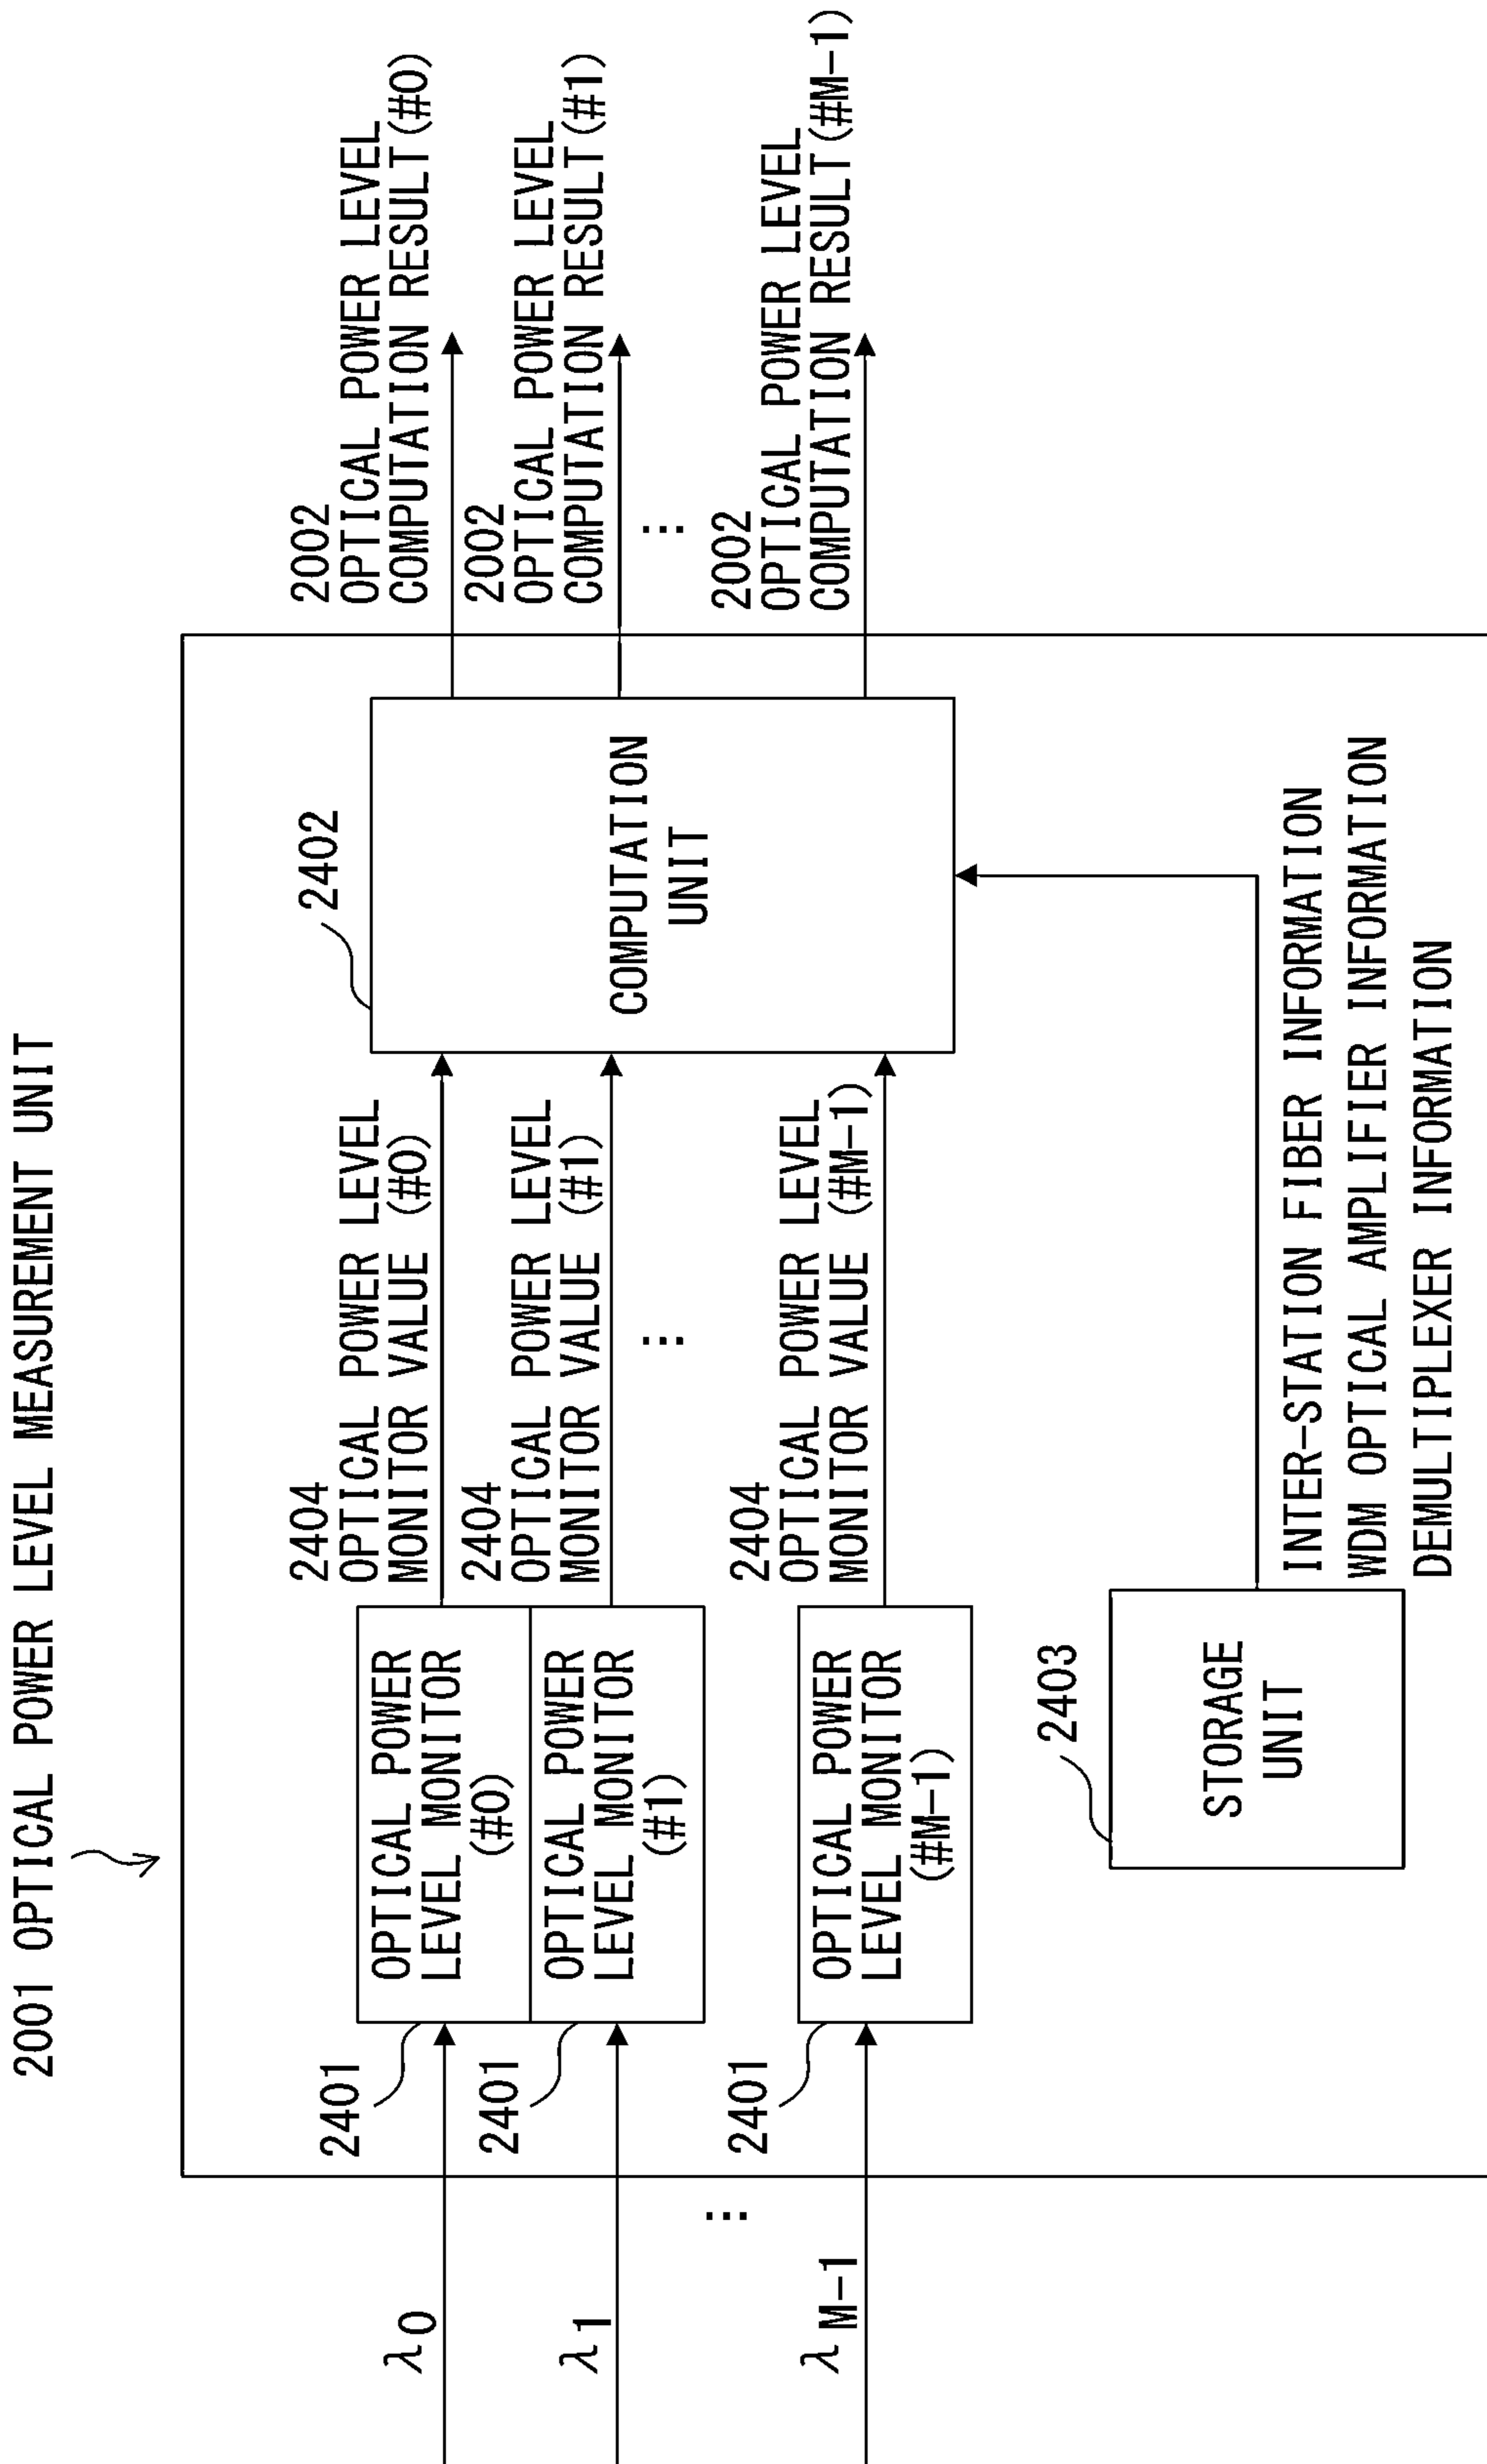 2001 OPTICAL POWER LEVEL MEASUREMENT UNIT
λ0
λ1
⋮
λM-1
2401
OPTICAL POWER
LEVEL MONITOR
(#0)
2401
OPTICAL POWER
LEVEL MONITOR
(#1)
2401
OPTICAL POWER
LEVEL MONITOR
(#M-1)
2404
OPTICAL POWER LEVEL
MONITOR VALUE (#0)
2404
OPTICAL POWER LEVEL
MONITOR VALUE (#1)
⋮
2404
OPTICAL POWER LEVEL
MONITOR VALUE (#M-1)
2402
COMPUTATION
UNIT
2002
OPTICAL POWER LEVEL
COMPUTATION RESULT(#0)
2002
OPTICAL POWER LEVEL
COMPUTATION RESULT(#1)
⋮
2002
OPTICAL POWER LEVEL
COMPUTATION RESULT(#M-1)
2403
STORAGE
UNIT
INTER-STATION FIBER INFORMATION
WDM OPTICAL AMPLIFIER INFORMATION
DEMULTIPLEXER INFORMATION